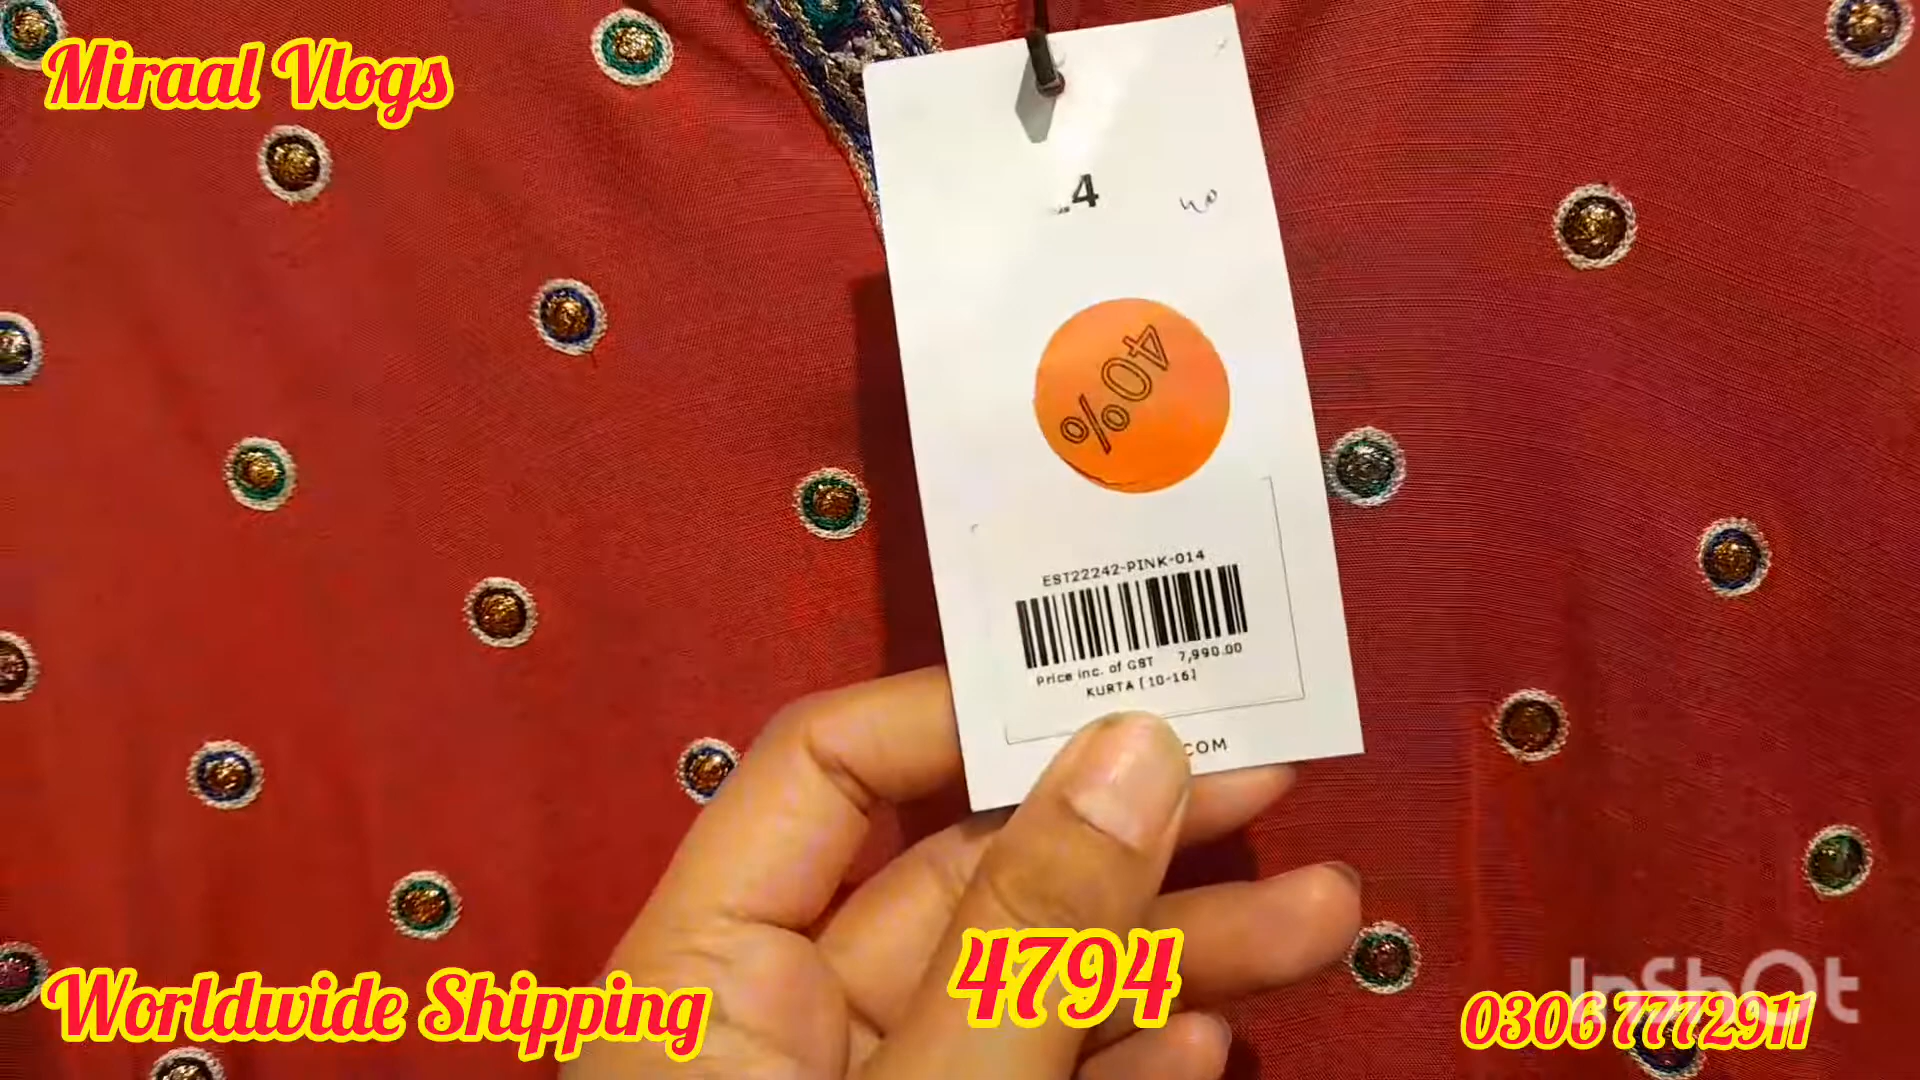 Miraal Vlogs
4
40
40%
EST22242-PINK-014
Price inc. of GST 7,990.00
KURTA [10-16]
.COM
Worldwide Shipping
4794
InShOt
0306 7772911